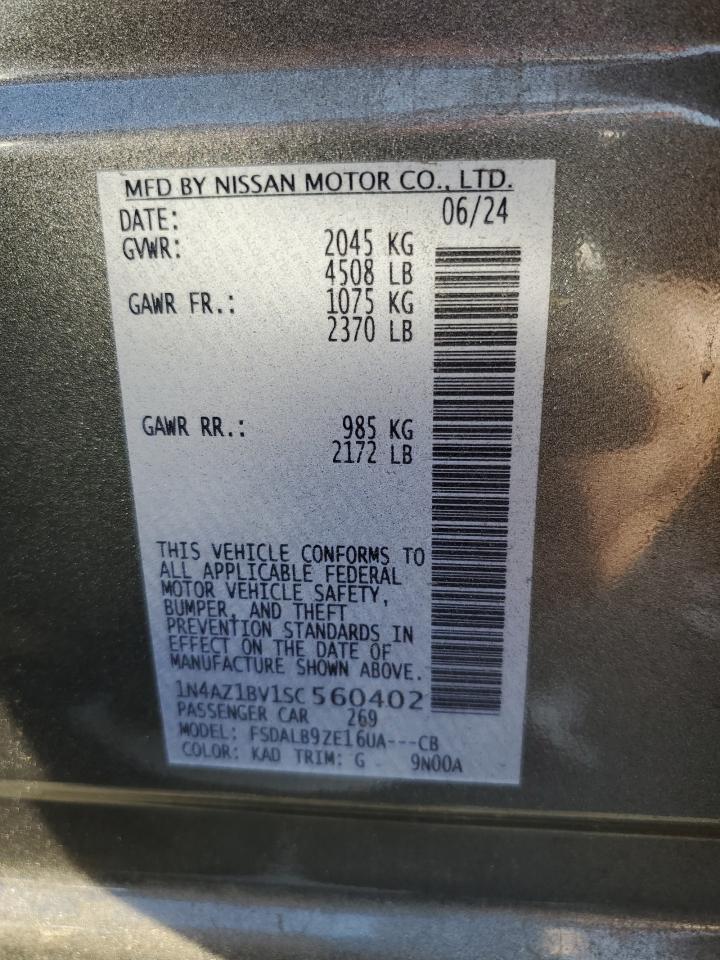 MFD BY NISSAN MOTOR CO., LTD.
DATE: 06/24
GVWR: 2045 KG
4508 LB
GAWR FR.: 1075 KG
2370 LB
GAWR RR.: 985 KG
2172 LB
THIS VEHICLE CONFORMS TO
ALL APPLICABLE FEDERAL
MOTOR VEHICLE SAFETY,
BUMPER, AND THEFT
PREVENTION STANDARDS IN
EFFECT ON THE DATE OF
MANUFACTURE SHOWN ABOVE.
1N4AZ1BV1SC560402
PASSENGER CAR 269
MODEL: FSDALB9ZE16UA---CB
COLOR: KAD TRIM: G 9N00A